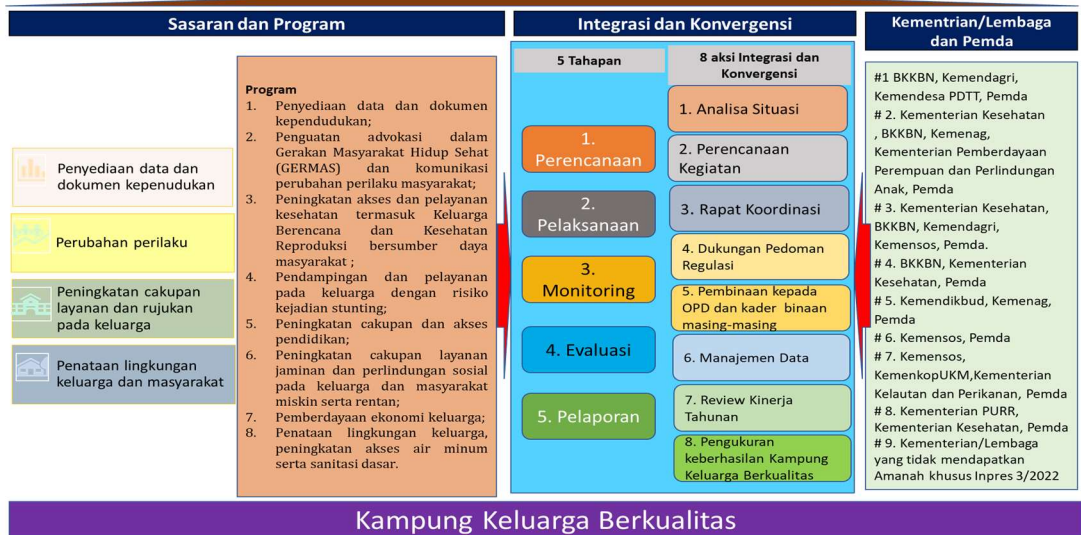 Sasaran dan Program
Integrasi dan Konvergensi
Kementrian/Lembaga
dan Pemda
Penyediaan data dan
dokumen kepenudukan
Perubahan perilaku
Peningkatan cakupan
layanan dan rujukan
pada keluarga
Penataan lingkungan
keluarga dan masyarakat
Program
1. Penyediaan data dan dokumen
kependudukan;
2. Penguatan advokasi dalam
Gerakan Masyarakat Hidup Sehat
(GERMAS) dan komunikasi
perubahan perilaku masyarakat;
3. Peningkatan akses dan pelayanan
kesehatan termasuk Keluarga
Berencana dan Kesehatan
Reproduksi bersumber daya
masyarakat ;
4. Pendampingan dan pelayanan
pada keluarga dengan risiko
kejadian stunting;
5. Peningkatan cakupan dan akses
pendidikan;
6. Peningkatan cakupan layanan
jaminan dan perlindungan sosial
pada keluarga dan masyarakat
miskin serta rentan;
7. Pemberdayaan ekonomi keluarga;
8. Penataan lingkungan keluarga,
peningkatan akses air minum
serta sanitasi dasar.
5 Tahapan
1.
Perencanaan
2.
Pelaksanaan
3.
Monitoring
4. Evaluasi
5. Pelaporan
8 aksi Integrasi dan
Konvergensi
1. Analisa Situasi
2. Perencanaan
Kegiatan
3. Rapat Koordinasi
4. Dukungan Pedoman
Regulasi
5. Pembinaan kepada
OPD dan kader binaan
masing-masing
6. Manajemen Data
7. Review Kinerja
Tahunan
8. Pengukuran
keberhasilan Kampung
Keluarga Berkualitas
#1 BKKBN, Kemendagri,
Kemendesa PDTT, Pemda
# 2. Kementerian Kesehatan
, BKKBN, Kemenag,
Kementerian Pemberdayaan
Perempuan dan Perlindungan
Anak, Pemda
# 3. Kementerian Kesehatan,
BKKBN, Kemendagri,
Kemensos, Pemda.
# 4. BKKBN, Kementerian
Kesehatan, Pemda
# 5. Kemendikbud, Kemenag,
Pemda
# 6. Kemensos, Pemda
# 7. Kemensos,
KemenkopUKM,Kementerian
Kelautan dan Perikanan, Pemda
# 8. Kementerian PURR,
Kementerian Kesehatan, Pemda
# 9. Kementerian/Lembaga
yang tidak mendapatkan
Amanah khusus Inpres 3/2022
Kampung Keluarga Berkualitas